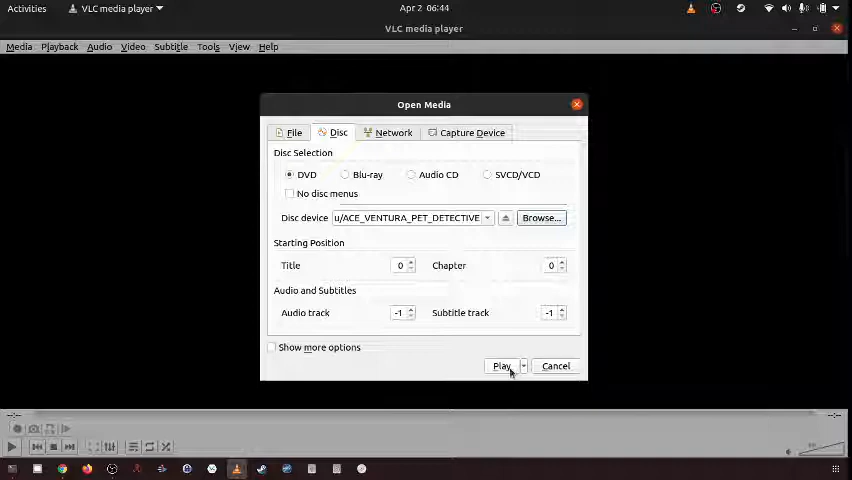 Activities VLC media player Apr 2 06:44
VLC media player
Media Playback Audio Video Subtitle Tools View Help
Open Media
File Disc Network Capture Device
Disc Selection
DVD Blu-ray Audio CD SVCD/VCD
No disc menus
Disc device u/ACE_VENTURA_PET_DETECTIVE Browse...
Starting Position
Title 0 Chapter 0
Audio and Subtitles
Audio track -1 Subtitle track -1
Show more options
Play Cancel
--:-- --:--